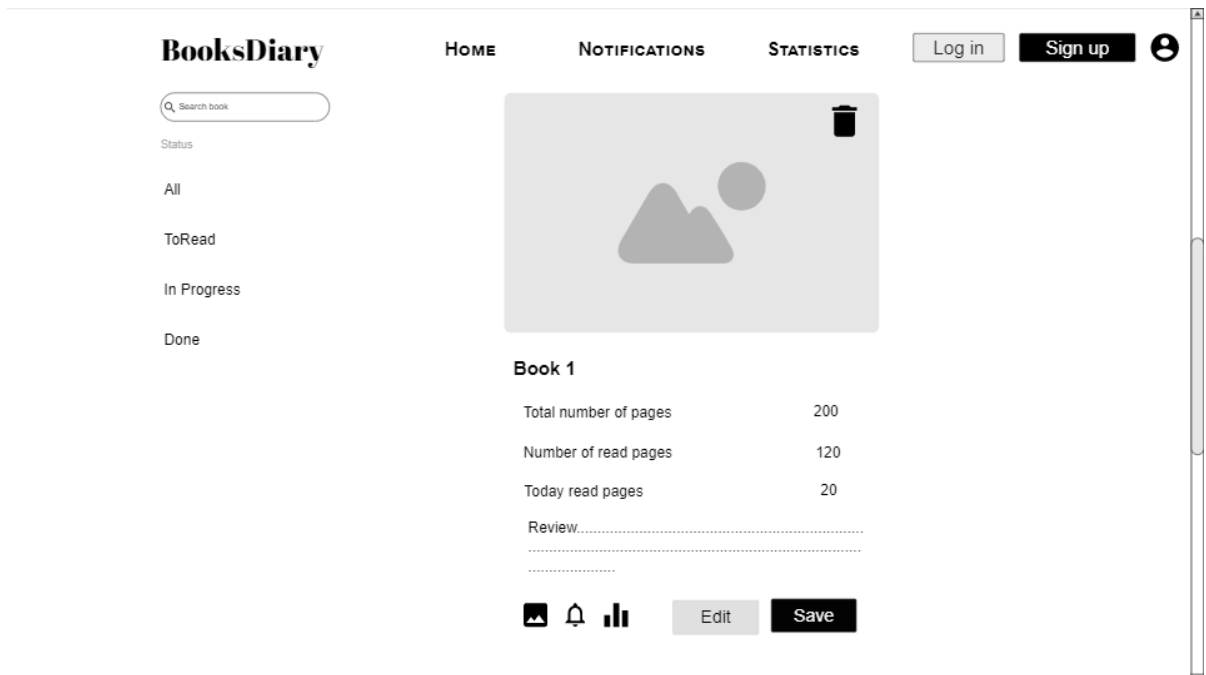 BooksDiary Home Notifications Statistics Log in Sign up
Search book
Status
All
ToRead
In Progress
Done
Book 1
Total number of pages 200
Number of read pages 120
Today read pages 20
Review
Edit Save